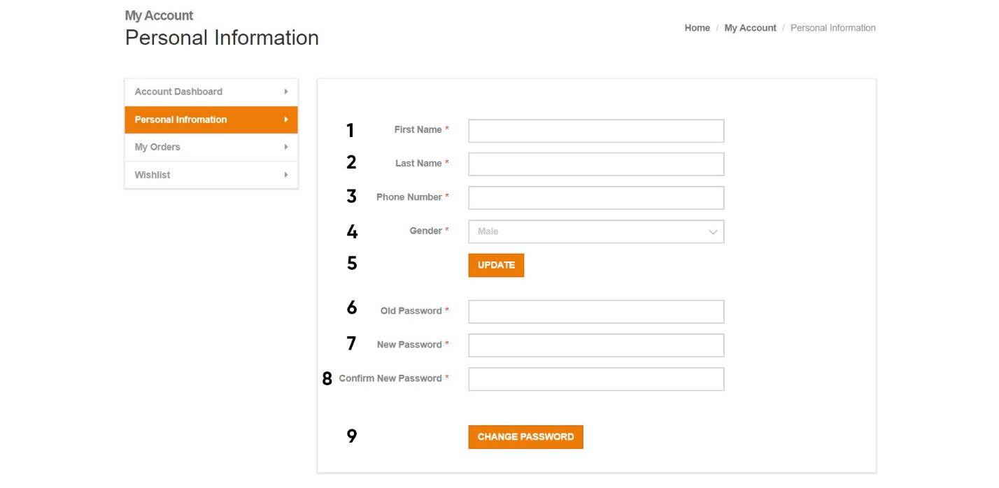 My Account
Personal Information
Home / My Account / Personal Information
Account Dashboard
Personal Infromation
My Orders
Wishlist
1 First Name *
2 Last Name *
3 Phone Number *
4 Gender * Male
5 UPDATE
6 Old Password *
7 New Password *
8 Confirm New Password *
9 CHANGE PASSWORD